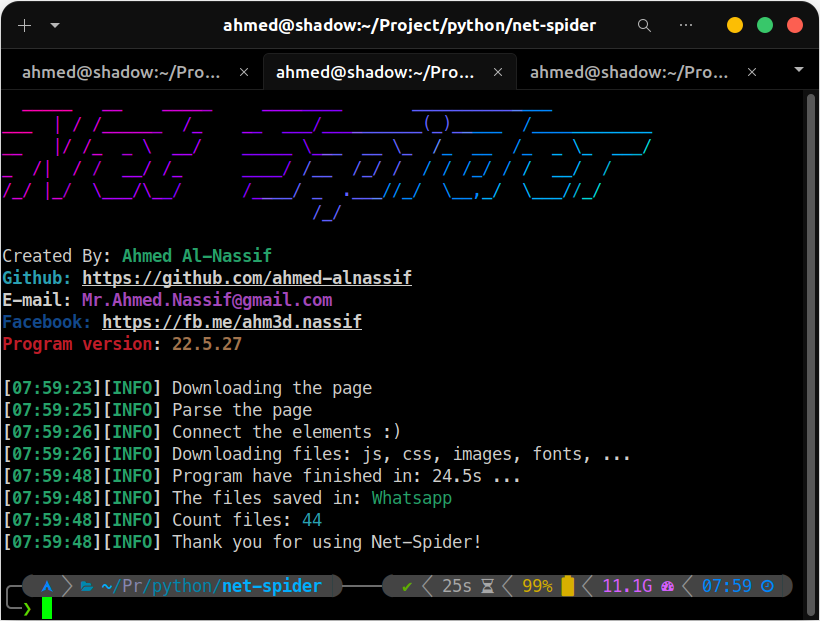 ahmed@shadow:~/Project/python/net-spider
ahmed@shadow:~/Pro...
ahmed@shadow:~/Pro...
ahmed@shadow:~/Pro...
Net Spider
Created By: Ahmed Al-Nassif
Github: https://github.com/ahmed-alnassif
E-mail: Mr.Ahmed.Nassif@gmail.com
Facebook: https://fb.me/ahm3d.nassif
Program version: 22.5.27
[07:59:23][INFO] Downloading the page
[07:59:25][INFO] Parse the page
[07:59:26][INFO] Connect the elements :)
[07:59:26][INFO] Downloading files: js, css, images, fonts, ...
[07:59:48][INFO] Program have finished in: 24.5s ...
[07:59:48][INFO] The files saved in: Whatsapp
[07:59:48][INFO] Count files: 44
[07:59:48][INFO] Thank you for using Net-Spider!
~/Pr/python/net-spider ✔ 25s 99% 11.1G 07:59
❯